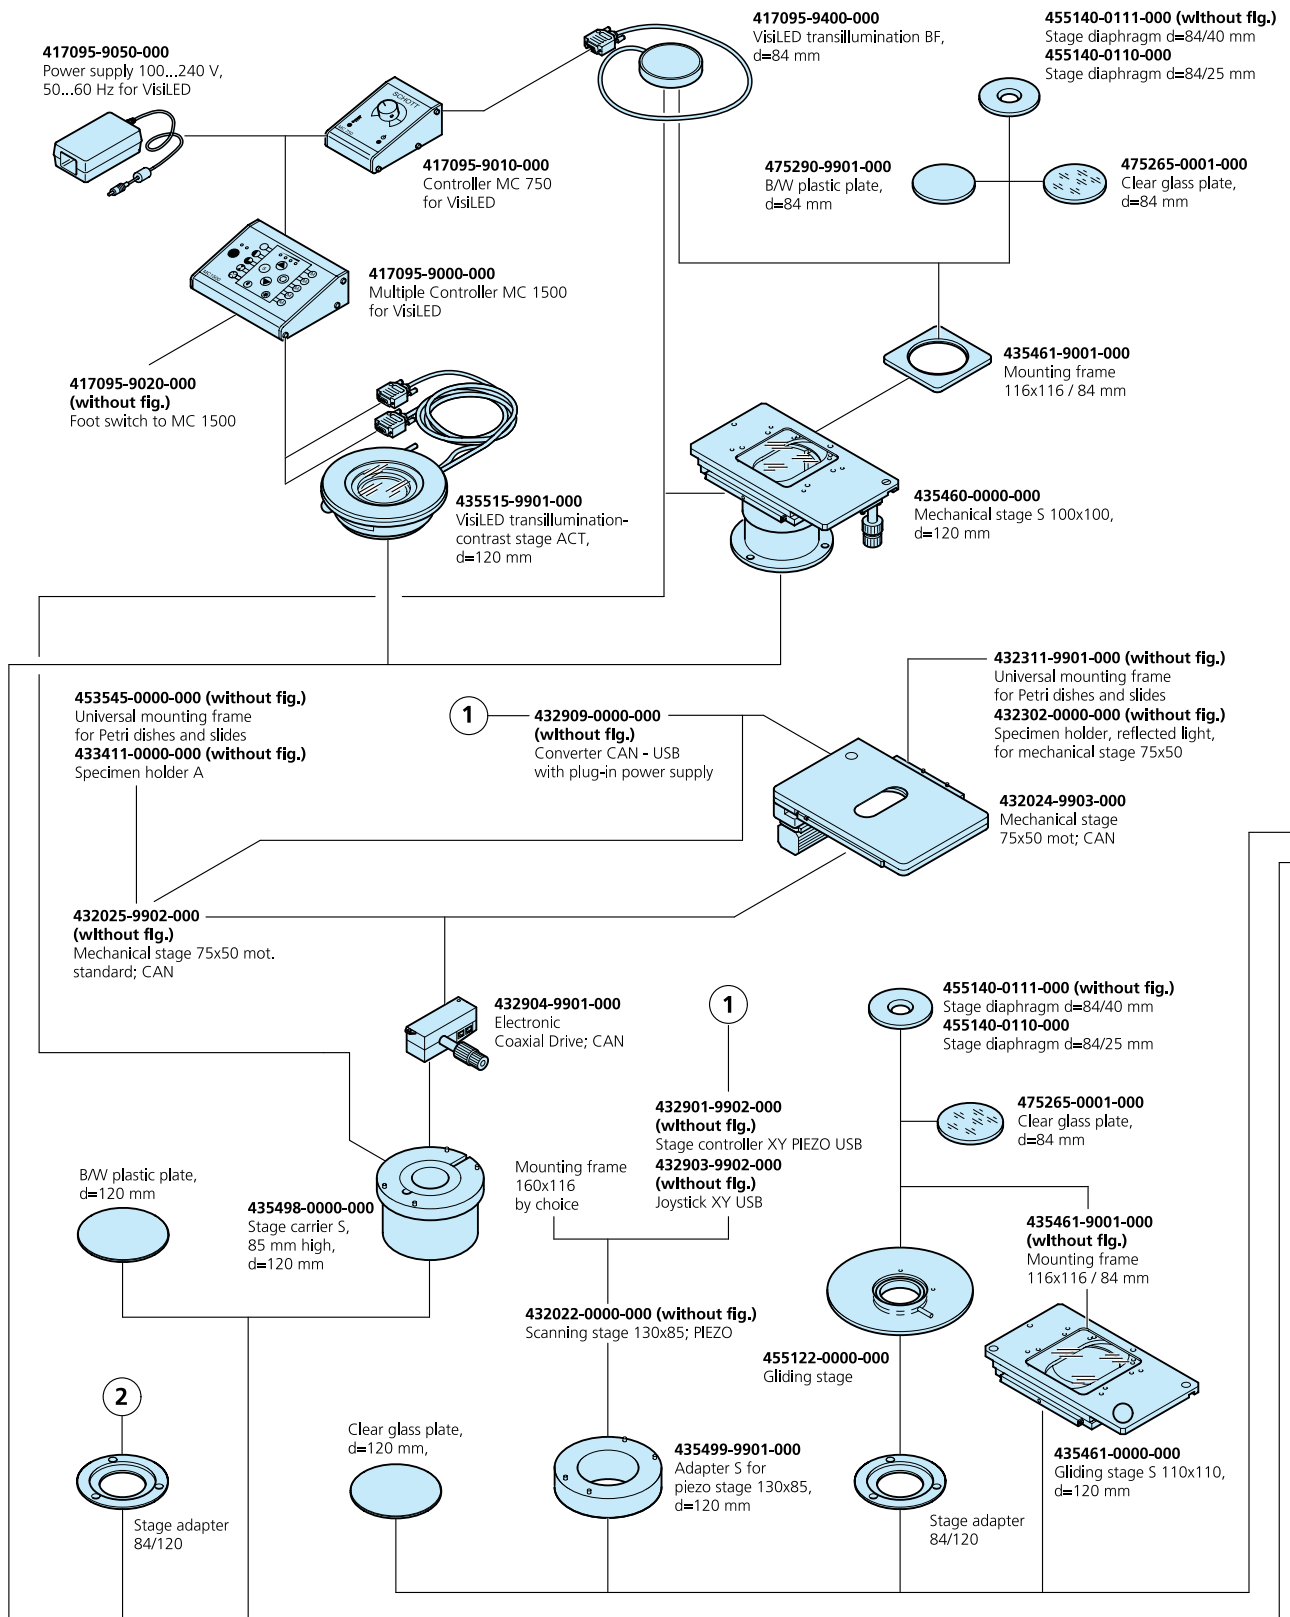 417095-9050-000
Power supply 100...240 V,
50...60 Hz for VisiLED
SCHOTT
417095-9400-000
VisiLED transillumination BF,
d=84 mm
455140-0111-000 (without fig.)
Stage diaphragm d=84/40 mm
455140-0110-000
Stage diaphragm d=84/25 mm
417095-9010-000
Controller MC 750
for VisiLED
475290-9901-000
B/W plastic plate,
d=84 mm
475265-0001-000
Clear glass plate,
d=84 mm
MC1500
417095-9000-000
Multiple Controller MC 1500
for VisiLED
417095-9020-000
(without fig.)
Foot switch to MC 1500
435461-9001-000
Mounting frame
116x116 / 84 mm
435515-9901-000
VisiLED transillumination-
contrast stage ACT,
d=120 mm
435460-0000-000
Mechanical stage S 100x100,
d=120 mm
453545-0000-000 (without fig.)
Universal mounting frame
for Petri dishes and slides
433411-0000-000 (without fig.)
Specimen holder A
1
432909-0000-000
(without fig.)
Converter CAN - USB
with plug-in power supply
432311-9901-000 (without fig.)
Universal mounting frame
for Petri dishes and slides
432302-0000-000 (without fig.)
Specimen holder, reflected light,
for mechanical stage 75x50
432024-9903-000
Mechanical stage
75x50 mot; CAN
432025-9902-000
(without fig.)
Mechanical stage 75x50 mot.
standard; CAN
432904-9901-000
Electronic
Coaxial Drive; CAN
1
455140-0111-000 (without fig.)
Stage diaphragm d=84/40 mm
455140-0110-000
Stage diaphragm d=84/25 mm
432901-9902-000
(without fig.)
Stage controller XY PIEZO USB
432903-9902-000
(without fig.)
Joystick XY USB
475265-0001-000
Clear glass plate,
d=84 mm
B/W plastic plate,
d=120 mm
435498-0000-000
Stage carrier S,
85 mm high,
d=120 mm
Mounting frame
160x116
by choice
435461-9001-000
(without fig.)
Mounting frame
116x116 / 84 mm
432022-0000-000 (without fig.)
Scanning stage 130x85; PIEZO
455122-0000-000
Gliding stage
2
Clear glass plate,
d=120 mm,
435499-9901-000
Adapter S for
piezo stage 130x85,
d=120 mm
435461-0000-000
Gliding stage S 110x110,
d=120 mm
Stage adapter
84/120
Stage adapter
84/120